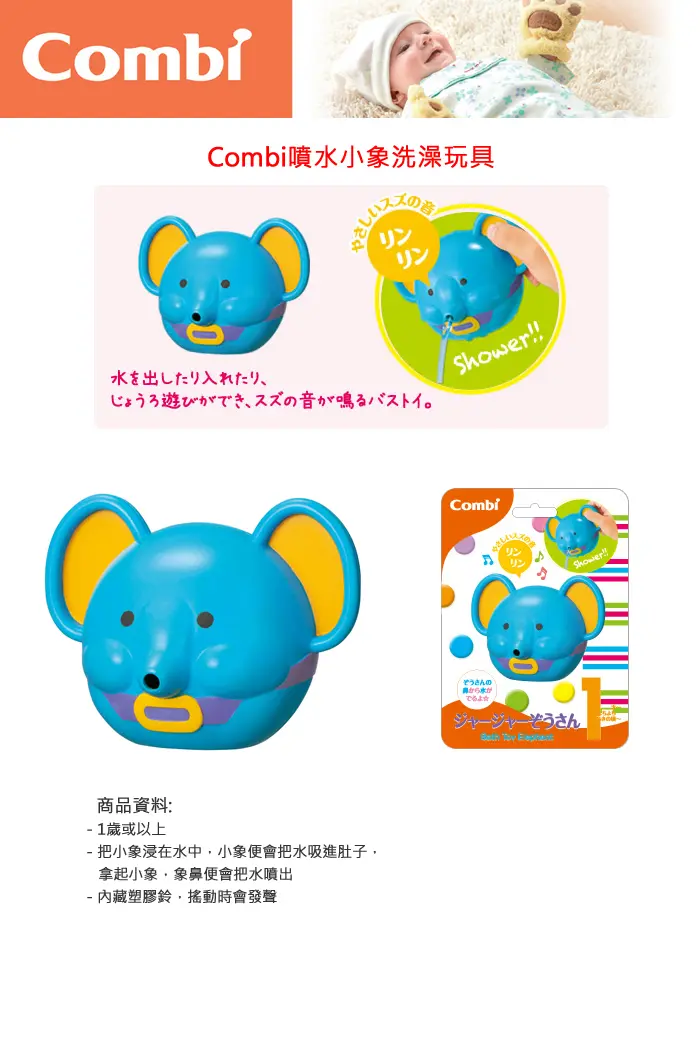 Combi
Combi噴水小象洗澡玩具
やさしいスズの音
リン
リン
Shower!!
水を出したり入れたり、
じょうろ遊びができ、スズの音が鳴るバストイ。
Combi
やさしいスズの音
リン
リン
Shower!!
ぞうさんの
鼻から水が
でるよ☆
ジャージャーぞうさん
Bath Toy Elephant
1
商品資料:
- 1歲或以上
- 把小象浸在水中，小象便會把水吸進肚子，
拿起小象，象鼻便會把水噴出
- 內藏塑膠鈴，搖動時會發聲